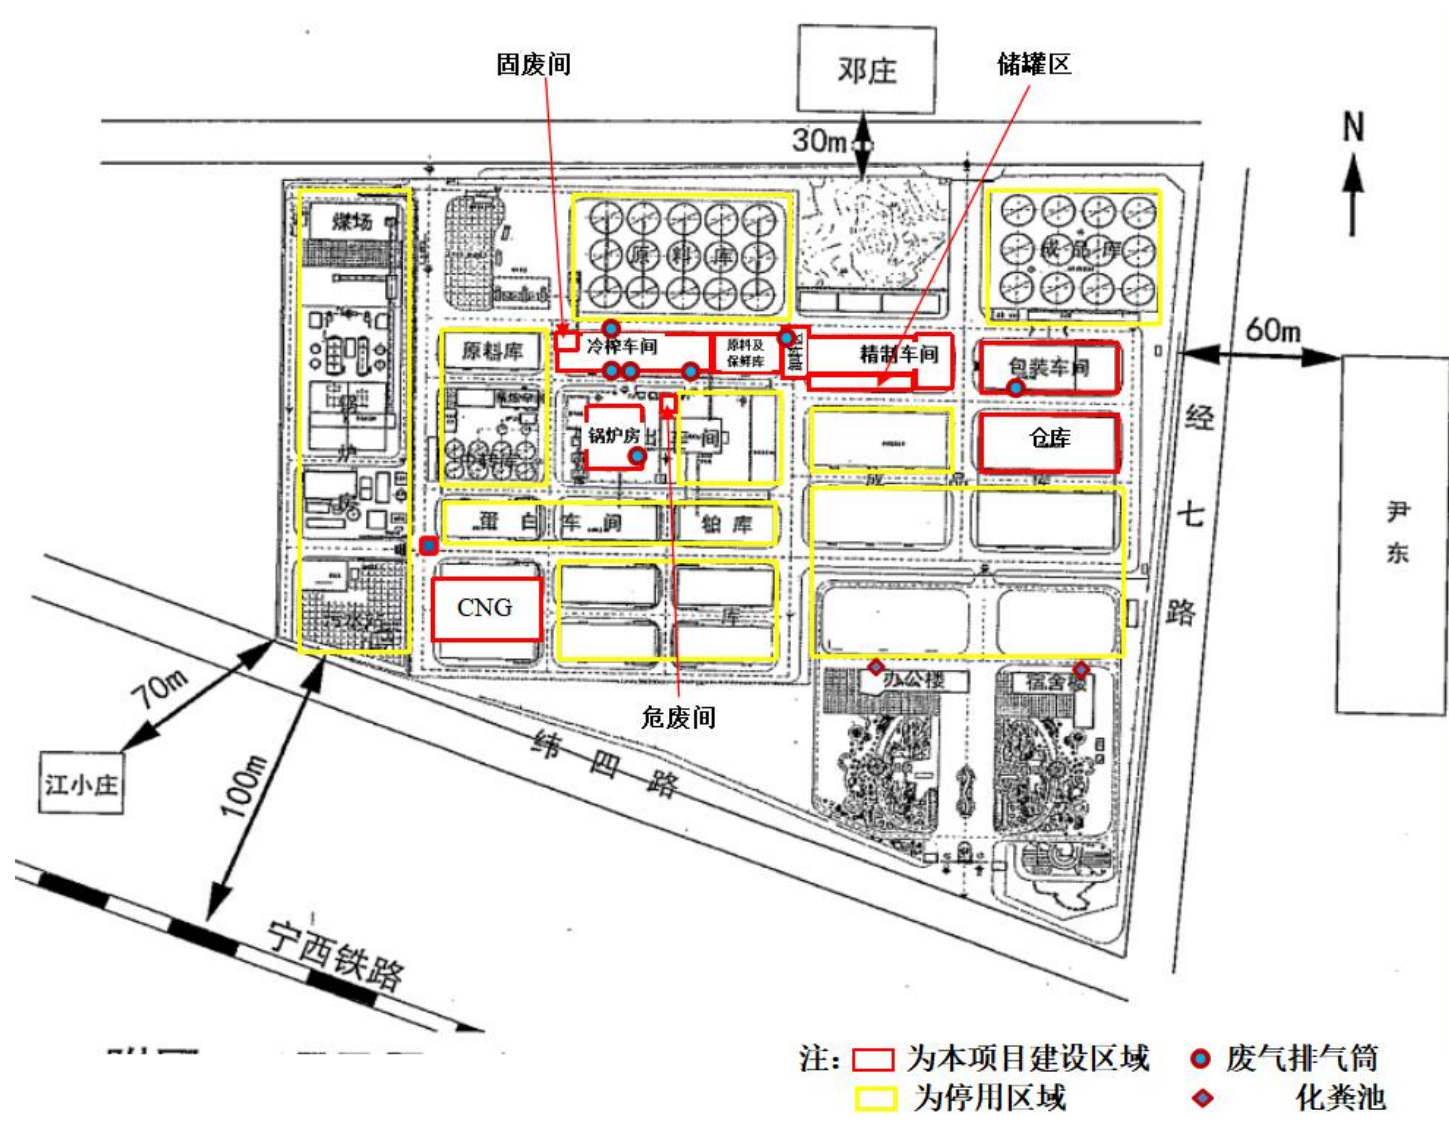 固废间
储罐区
邓庄
30m
N
煤场
原料库
成品库
60m
原料库
冷榨车间
原料及
保鲜库
精制车间
包装车间
锅炉房
间
仓库
经七路
尹东
蛋白车间
粕库
CNG
库
污水站
办公楼
宿舍楼
危废间
70m
100m
江小庄
纬四路
宁西铁路
注：
为本项目建设区域
废气排气筒
为停用区域
化粪池